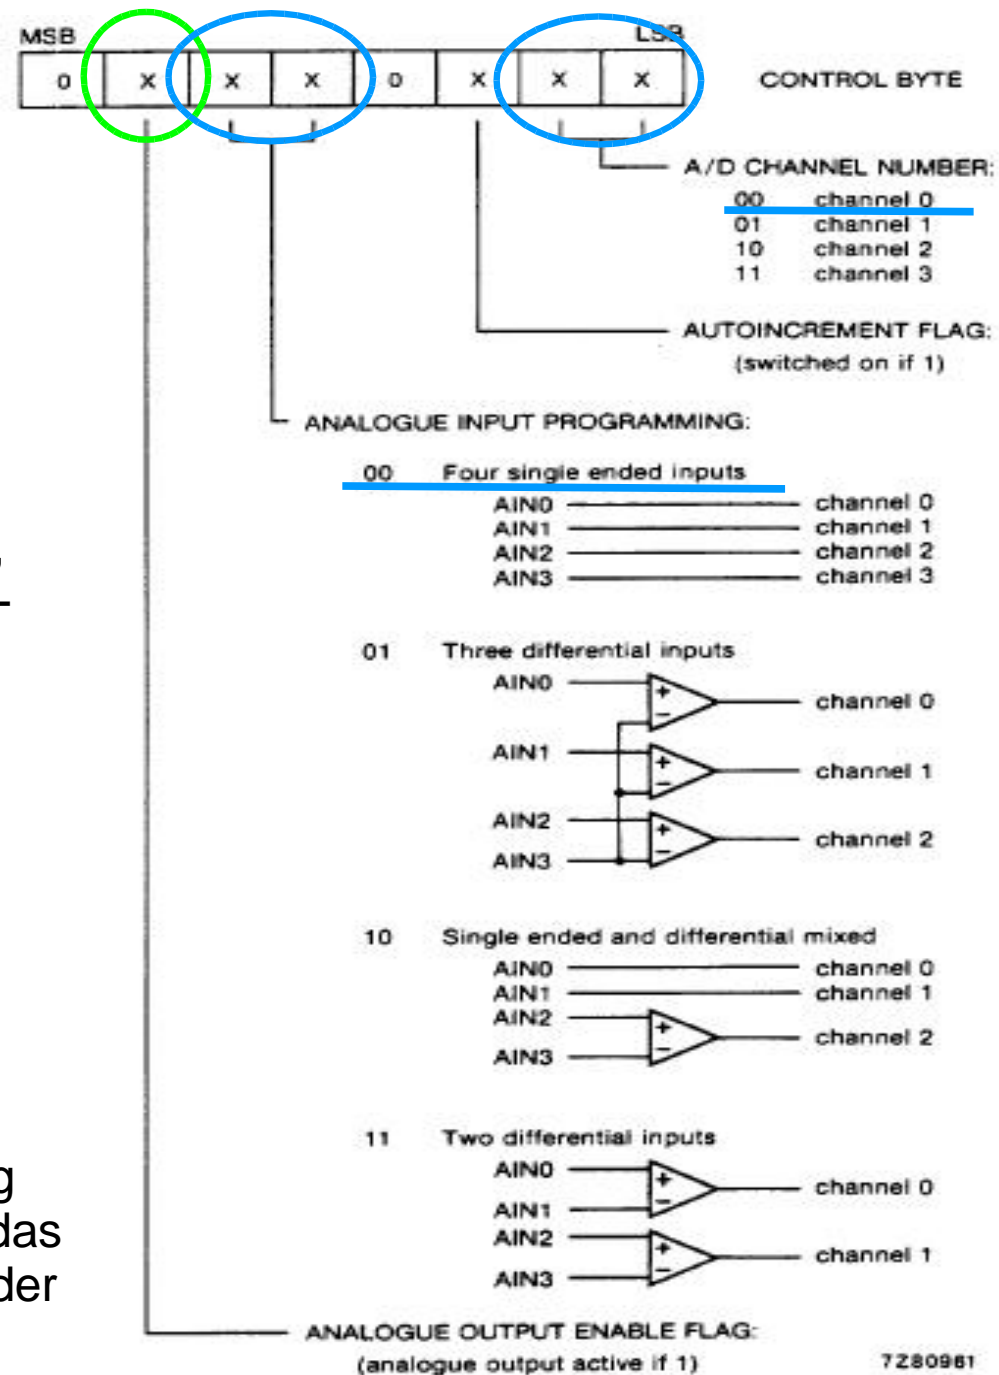 MSB LSB
0 X X X 0 X X X CONTROL BYTE
A/D CHANNEL NUMBER:
00 channel 0
01 channel 1
10 channel 2
11 channel 3
AUTOINCREMENT FLAG:
(switched on if 1)
ANALOGUE INPUT PROGRAMMING:
00 Four single ended inputs
AIN0 channel 0
AIN1 channel 1
AIN2 channel 2
AIN3 channel 3
01 Three differential inputs
AIN0 + − channel 0
AIN1 + − channel 1
AIN2 + − channel 2
AIN3
10 Single ended and differential mixed
AIN0 channel 0
AIN1 channel 1
AIN2 + − channel 2
AIN3
11 Two differential inputs
AIN0 + − channel 0
AIN1
AIN2 + − channel 1
AIN3
g
das
der
ANALOGUE OUTPUT ENABLE FLAG:
(analogue output active if 1) 7Z80961